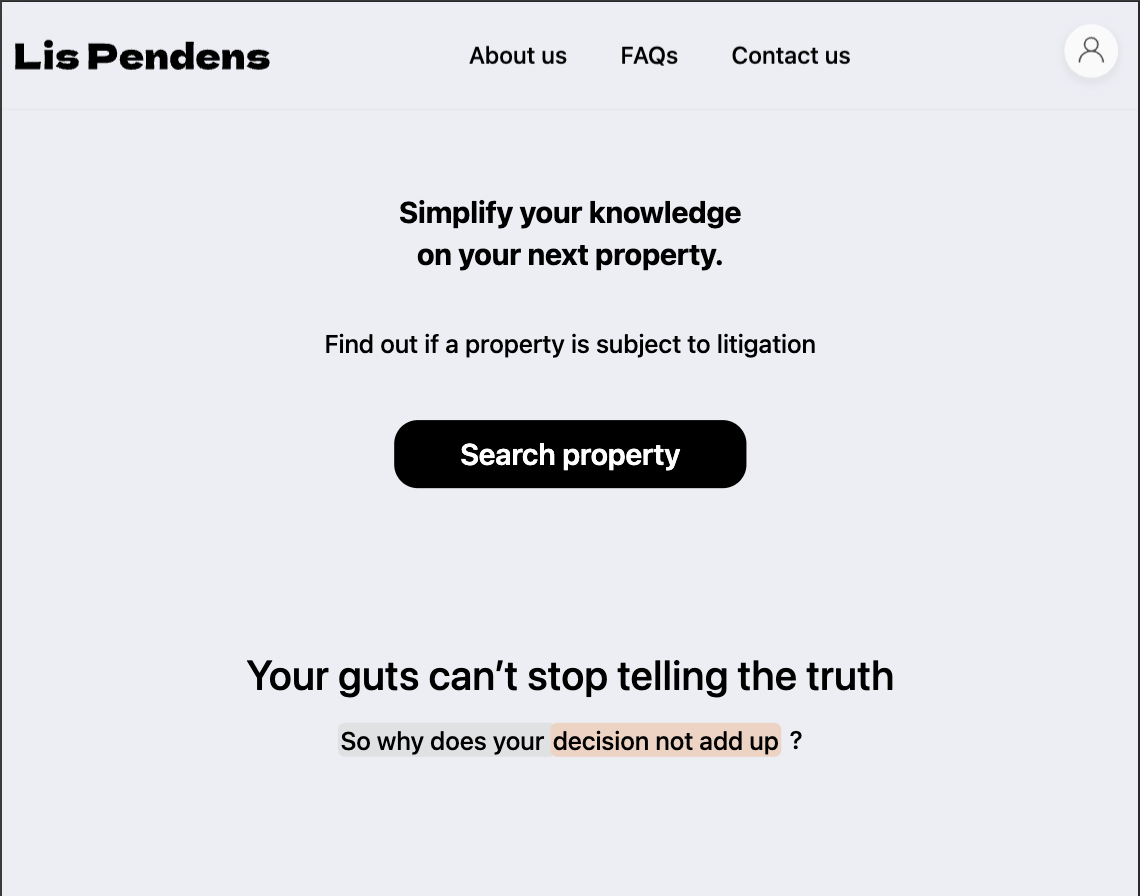 Lis Pendens
About us
FAQs
Contact us
Simplify your knowledge
on your next property.
Find out if a property is subject to litigation
Search property
Your guts can’t stop telling the truth
So why does your decision not add up ?